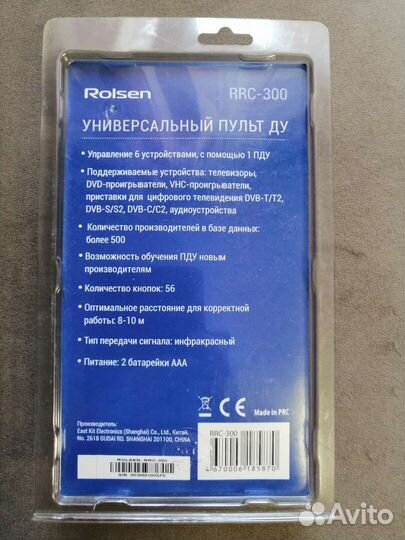 Rolsen
RRC-300
УНИВЕРСАЛЬНЫЙ ПУЛЬТ ДУ
• Управление 6 устройствами, с помощью 1 ПДУ
• Поддерживаемые устройства: телевизоры,
DVD-проигрыватели, VHC-проигрыватели,
приставки для цифрового телевидения DVB-T/T2,
DVB-S/S2, DVB-C/C2, аудиоустройства
• Количество производителей в базе данных:
более 500
• Возможность обучения ПДУ новым
производителям
• Количество кнопок: 56
• Оптимальное расстояние для корректной
работы: 8-10 м
• Тип передачи сигнала: инфракрасный
• Питание: 2 батарейки ААА
CE
Made in PRC
Производитель:
East Kit Electronics (Shanghai) Co., Ltd., Китай,
No. 2618 GUDAI RD. SHANGHAI 201100, CHINA
ROLSEN RRC-300
S/N
RRC-300
4 670006 185870
Avito